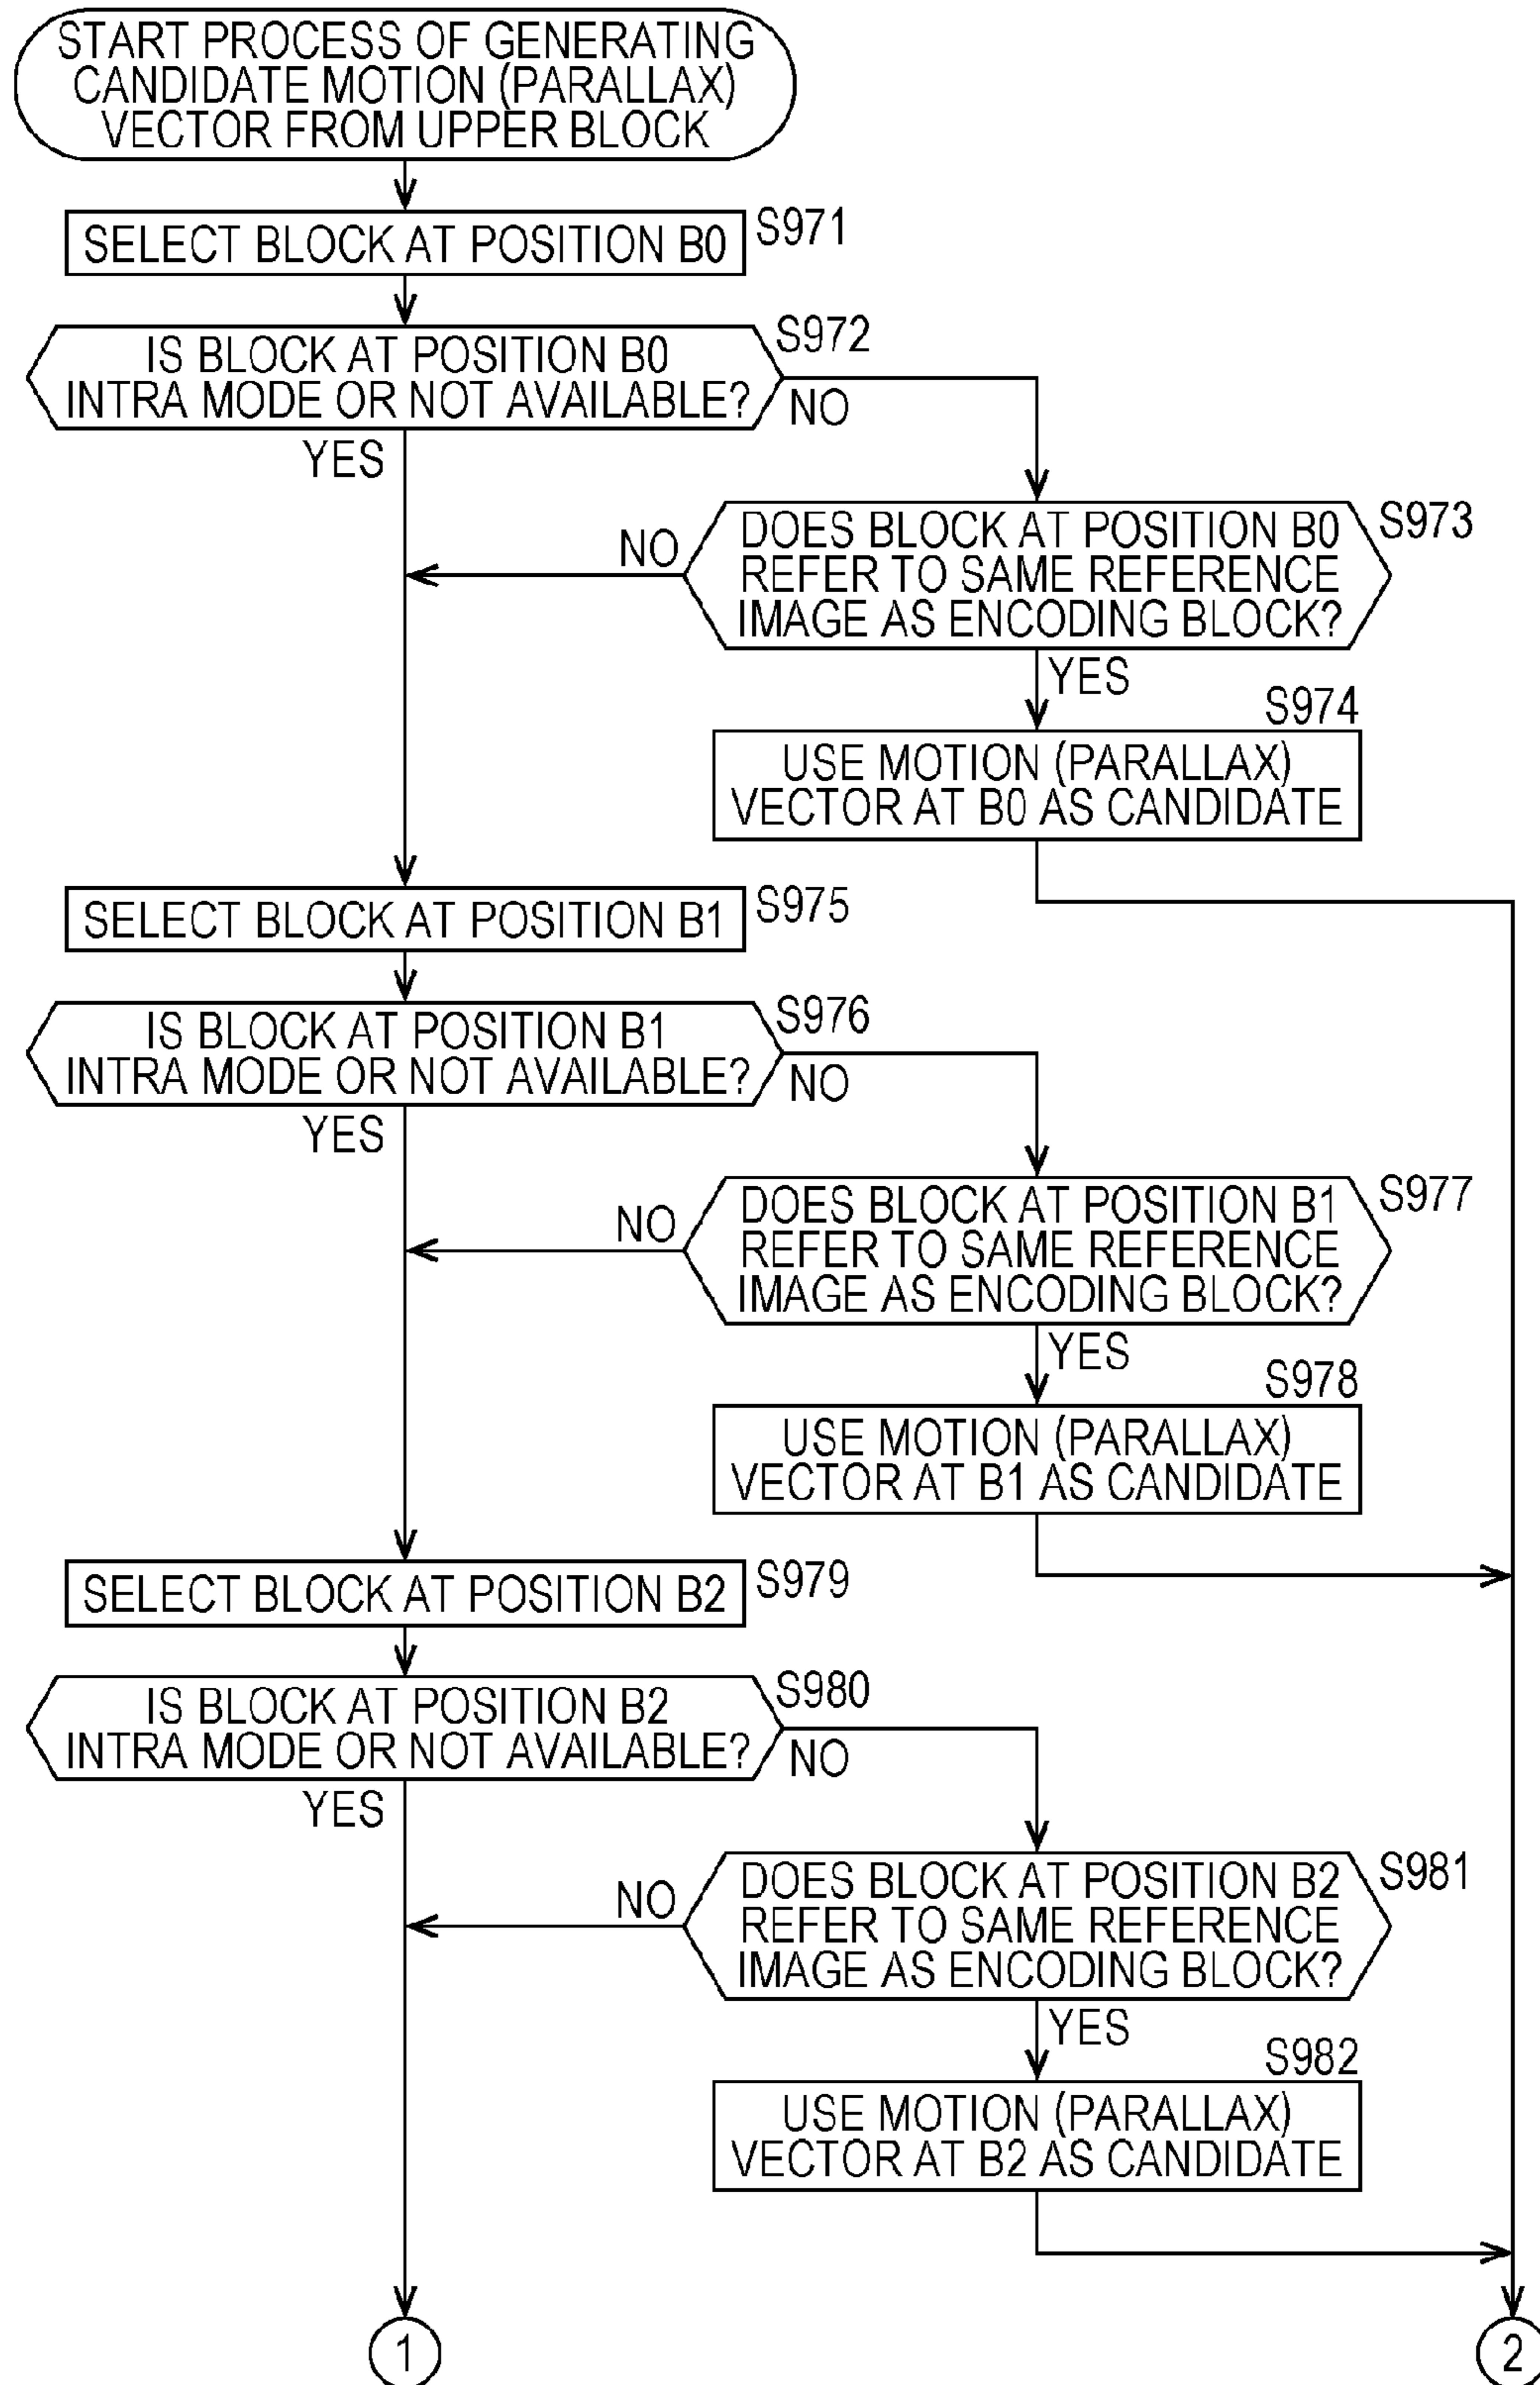 START PROCESS OF GENERATING
CANDIDATE MOTION (PARALLAX)
VECTOR FROM UPPER BLOCK
SELECT BLOCK AT POSITION B0
S971
IS BLOCK AT POSITION B0
INTRA MODE OR NOT AVAILABLE?
S972
NO
YES
DOES BLOCK AT POSITION B0
REFER TO SAME REFERENCE
IMAGE AS ENCODING BLOCK?
S973
NO
YES
S974
USE MOTION (PARALLAX)
VECTOR AT B0 AS CANDIDATE
SELECT BLOCK AT POSITION B1
S975
IS BLOCK AT POSITION B1
INTRA MODE OR NOT AVAILABLE?
S976
NO
YES
DOES BLOCK AT POSITION B1
REFER TO SAME REFERENCE
IMAGE AS ENCODING BLOCK?
S977
NO
YES
S978
USE MOTION (PARALLAX)
VECTOR AT B1 AS CANDIDATE
SELECT BLOCK AT POSITION B2
S979
IS BLOCK AT POSITION B2
INTRA MODE OR NOT AVAILABLE?
S980
NO
YES
DOES BLOCK AT POSITION B2
REFER TO SAME REFERENCE
IMAGE AS ENCODING BLOCK?
S981
NO
YES
S982
USE MOTION (PARALLAX)
VECTOR AT B2 AS CANDIDATE
1
2